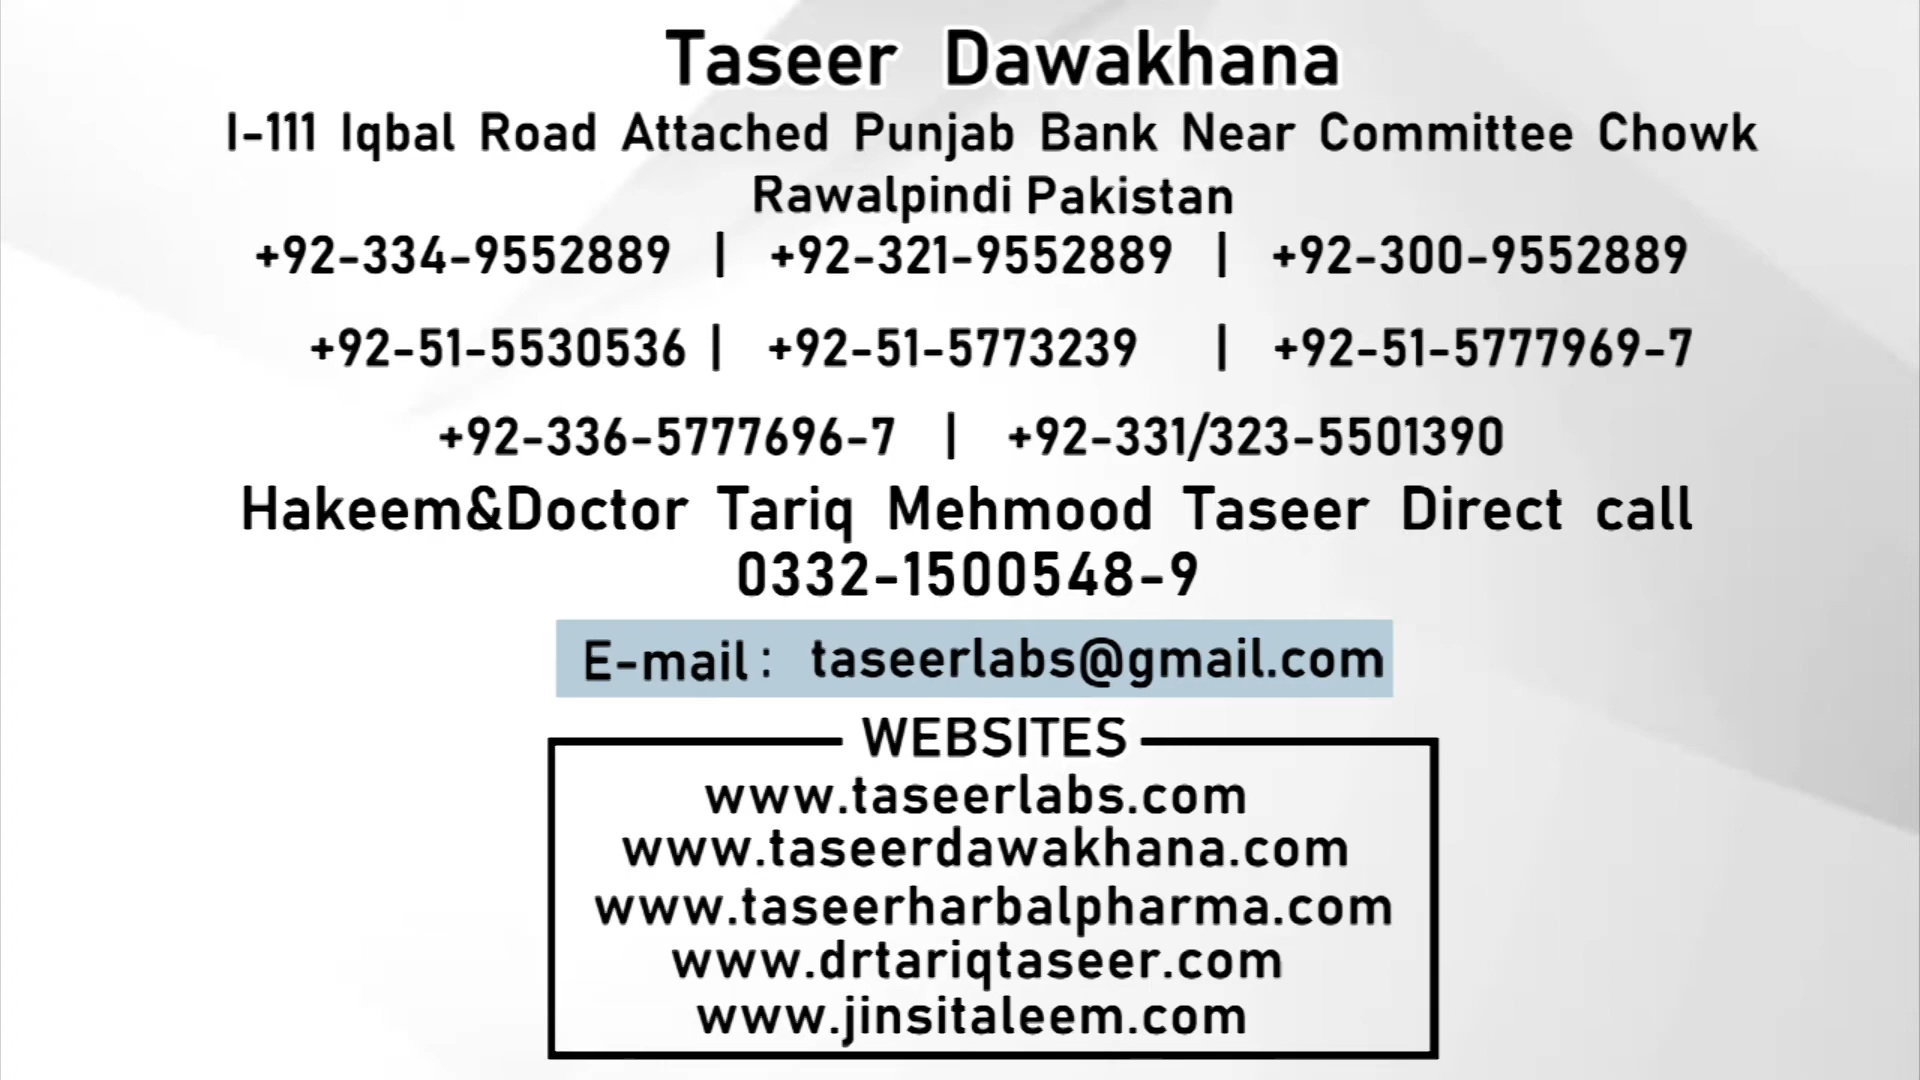 Taseer Dawakhana
I-111 Iqbal Road Attached Punjab Bank Near Committee Chowk
Rawalpindi Pakistan
+92-334-9552889 | +92-321-9552889 | +92-300-9552889
+92-51-5530536 | +92-51-5773239 | +92-51-5777969-7
+92-336-5777696-7 | +92-331/323-5501390
Hakeem&Doctor Tariq Mehmood Taseer Direct call
0332-1500548-9
E-mail: taseerlabs@gmail.com
WEBSITES
www.taseerlabs.com
www.taseerdawakhana.com
www.taseerharbalpharma.com
www.drtariqtaseer.com
www.jinsitaleem.com